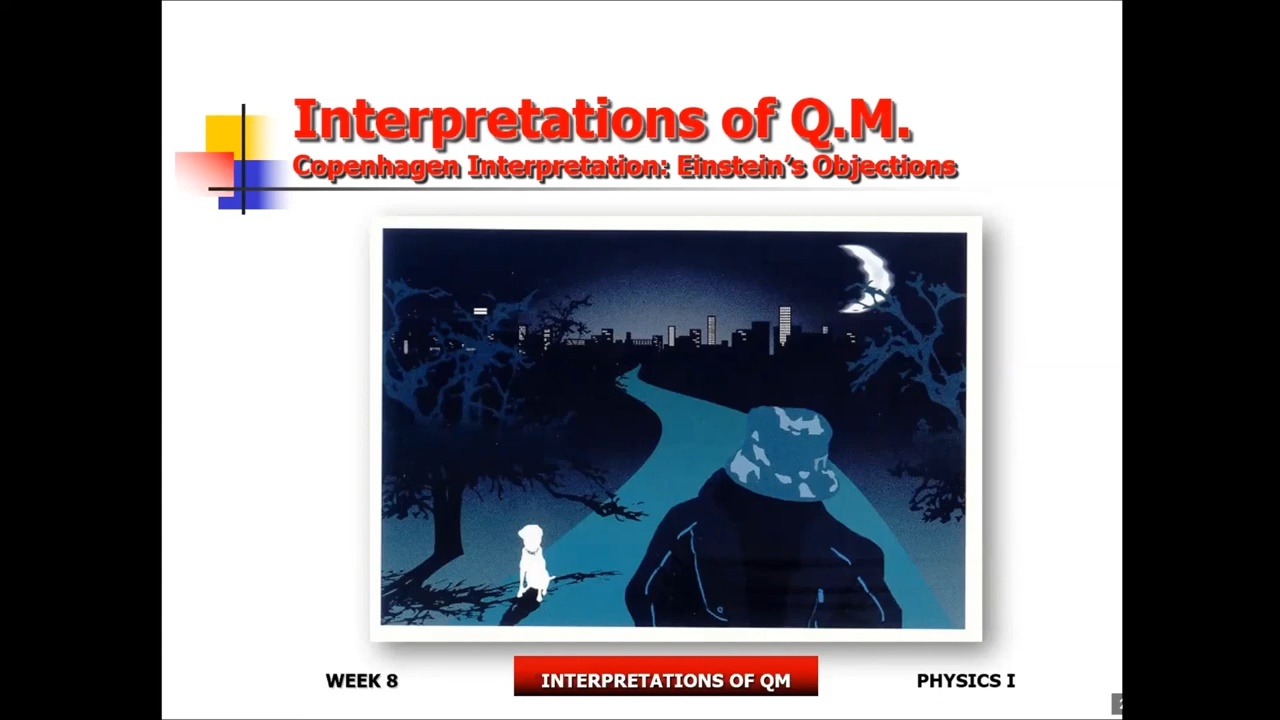 Interpretations of Q.M.
Copenhagen Interpretation: Einstein's Objections
WEEK 8
INTERPRETATIONS OF QM
PHYSICS I